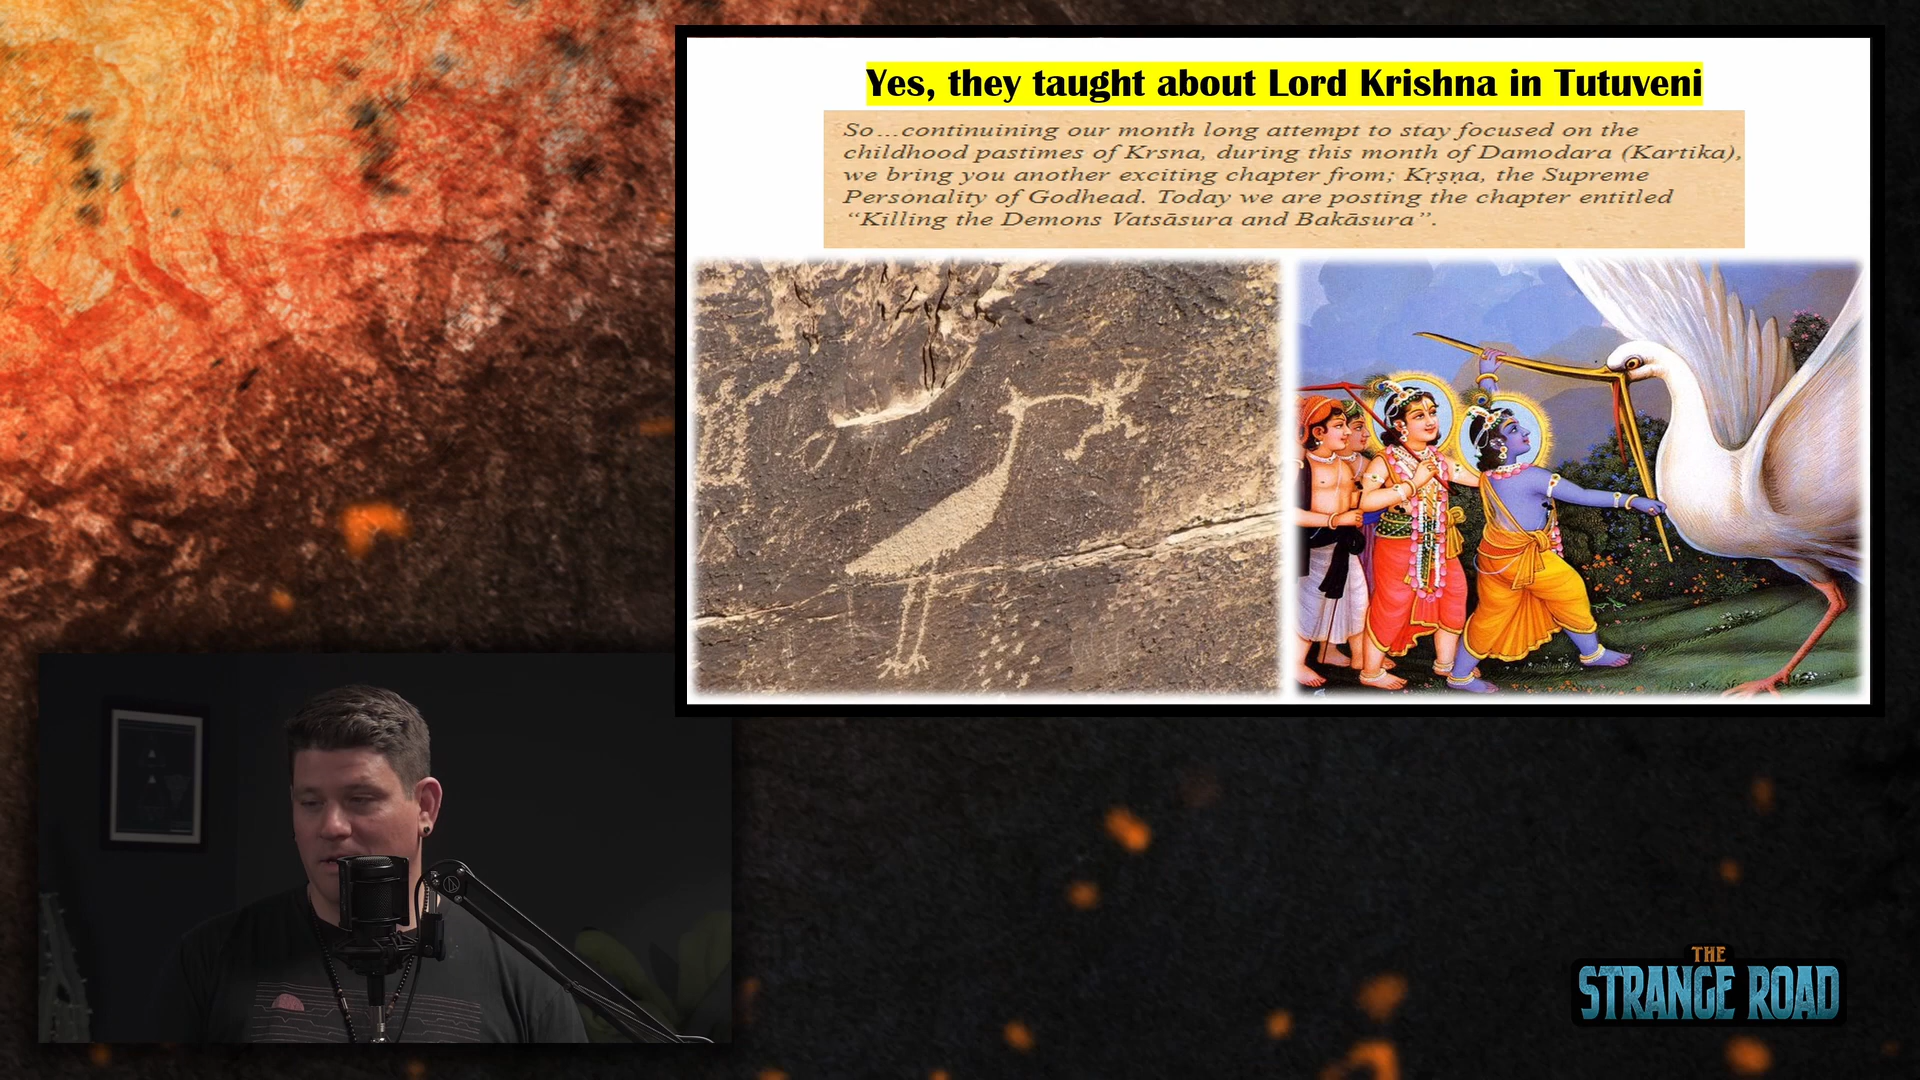 Yes, they taught about Lord Krishna in Tutuveni
So...continuining our month long attempt to stay focused on the
childhood pastimes of Krsna, during this month of Damodara (Kartika),
we bring you another exciting chapter from; Kṛṣṇa, the Supreme
Personality of Godhead. Today we are posting the chapter entitled
“Killing the Demons Vatsāsura and Bakāsura”.
THE
STRANGE ROAD